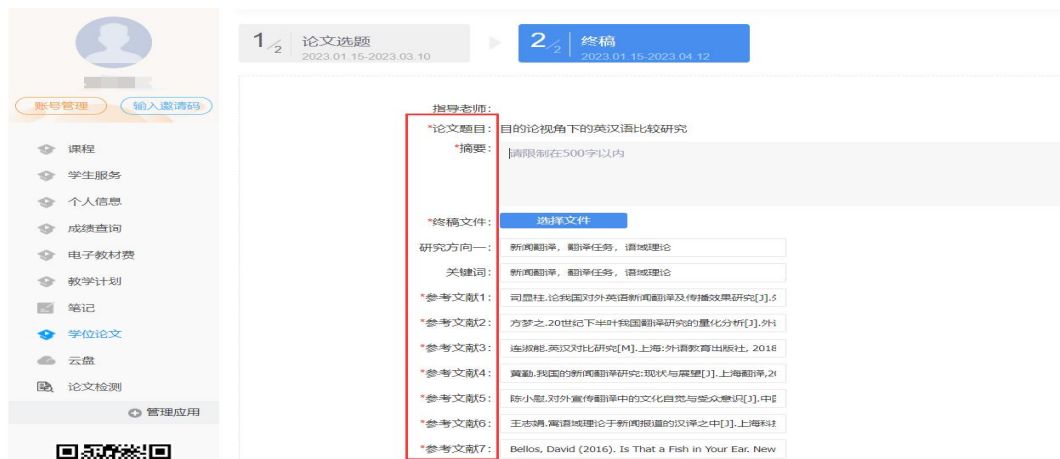 1/2 论文选题
2023.01.15-2023.03.10
2/2 终稿
2023.01.15-2023.04.12
账号管理
输入邀请码
课程
学生服务
个人信息
成绩查询
电子教材费
教学计划
笔记
学位论文
云盘
论文检测
管理应用
指导老师:
*论文题目: 目的论视角下的英汉语比较研究
*摘要: 请限制在500字以内
*终稿文件: 选择文件
研究方向一: 新闻翻译，翻译任务，语域理论
关键词: 新闻翻译，翻译任务，语域理论
*参考文献1: 司显柱.论我国对外英语新闻翻译及传播效果研究[J].
*参考文献2: 方梦之.20世纪下半叶我国翻译研究的量化分析[J].外
*参考文献3: 连淑能.英汉对比研究[M].上海:外语教育出版社, 2018
*参考文献4: 黄勤.我国的新闻翻译研究:现状与展望[J].上海翻译,2
*参考文献5: 陈小慰.对外宣传翻译中的文化自觉与受众意识[J].中
*参考文献6: 王志娟.寓语域理论于新闻报道的汉译之中[J].上海科
*参考文献7: Bellos, David (2016). Is That a Fish in Your Ear. New